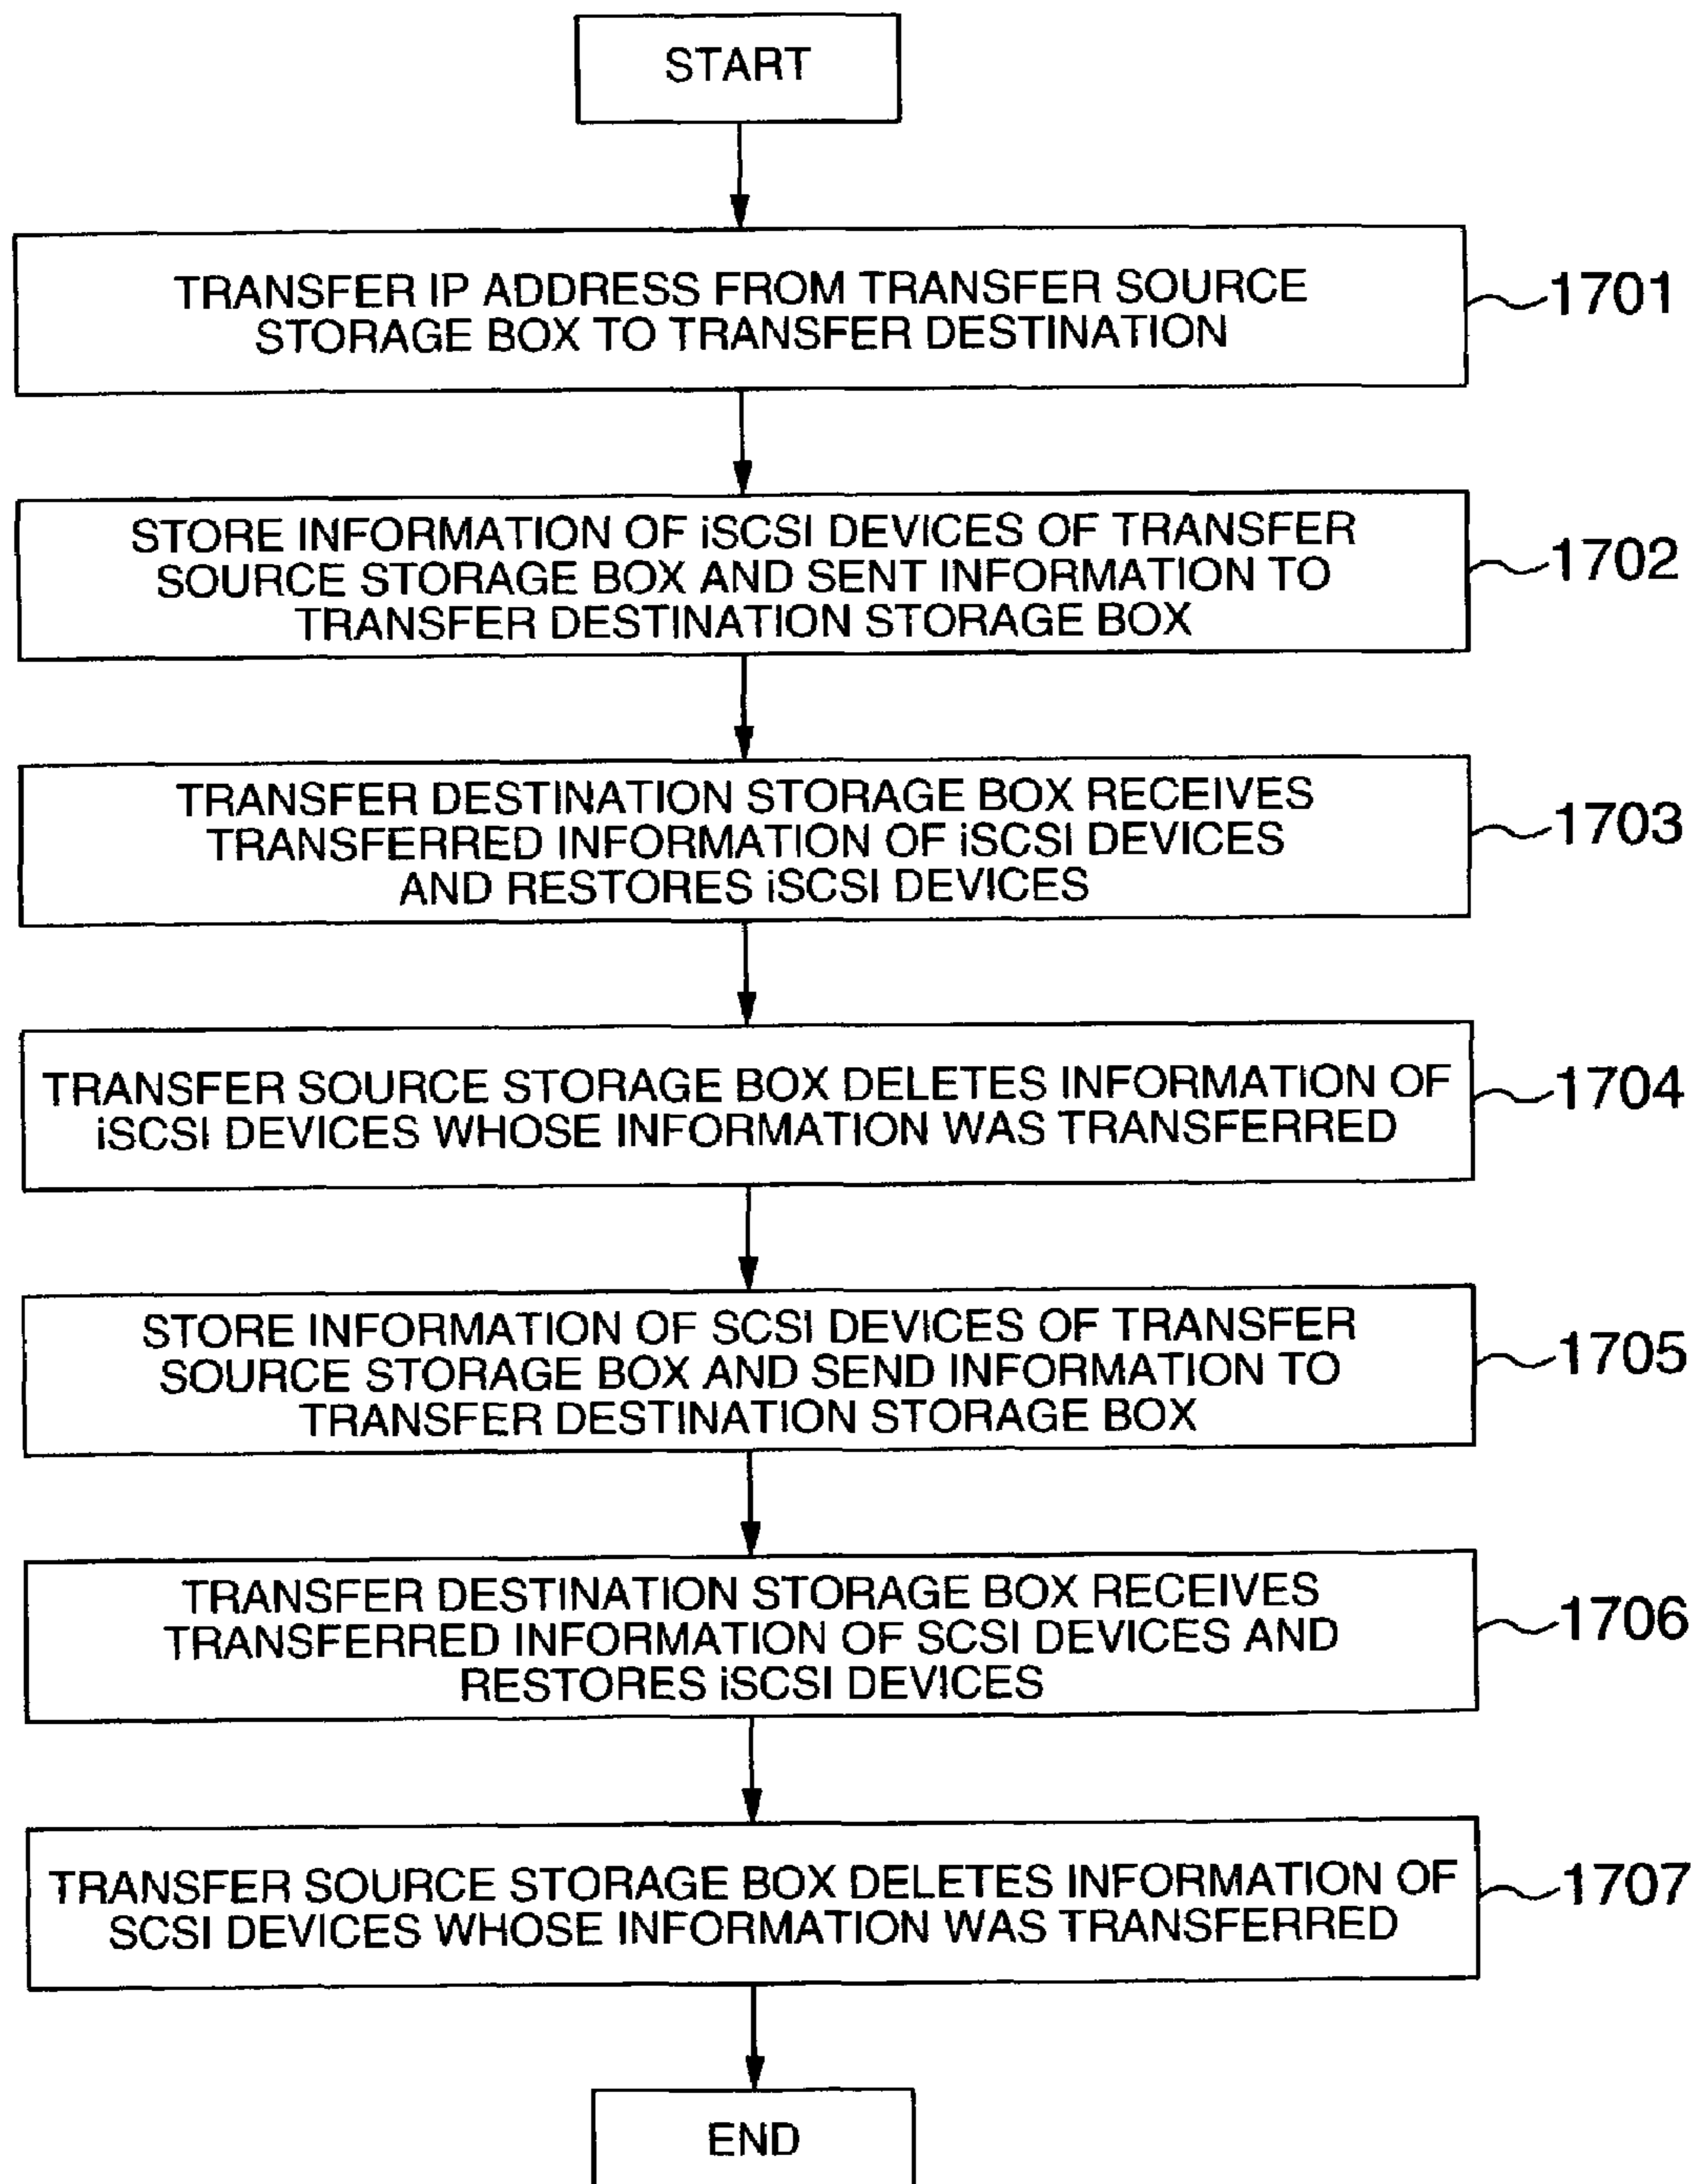 START
TRANSFER IP ADDRESS FROM TRANSFER SOURCE
STORAGE BOX TO TRANSFER DESTINATION
1701
STORE INFORMATION OF iSCSI DEVICES OF TRANSFER
SOURCE STORAGE BOX AND SENT INFORMATION TO
TRANSFER DESTINATION STORAGE BOX
1702
TRANSFER DESTINATION STORAGE BOX RECEIVES
TRANSFERRED INFORMATION OF iSCSI DEVICES
AND RESTORES iSCSI DEVICES
1703
TRANSFER SOURCE STORAGE BOX DELETES INFORMATION OF
iSCSI DEVICES WHOSE INFORMATION WAS TRANSFERRED
1704
STORE INFORMATION OF SCSI DEVICES OF TRANSFER
SOURCE STORAGE BOX AND SEND INFORMATION TO
TRANSFER DESTINATION STORAGE BOX
1705
TRANSFER DESTINATION STORAGE BOX RECEIVES
TRANSFERRED INFORMATION OF SCSI DEVICES AND
RESTORES iSCSI DEVICES
1706
TRANSFER SOURCE STORAGE BOX DELETES INFORMATION OF
SCSI DEVICES WHOSE INFORMATION WAS TRANSFERRED
1707
END